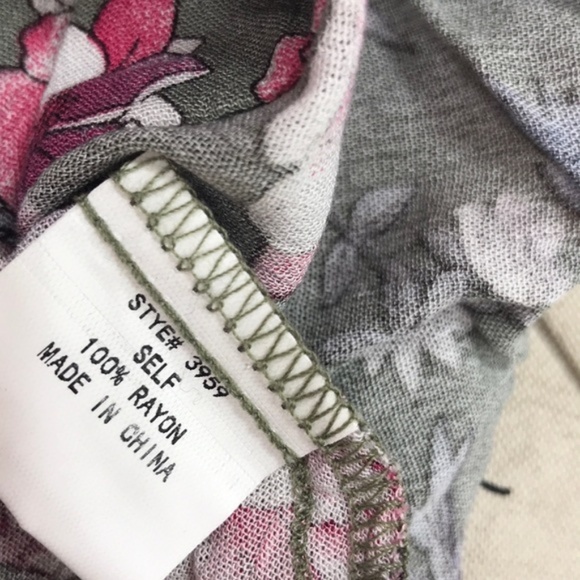 STYE# 3959
SELF
100% RAYON
MADE IN CHINA